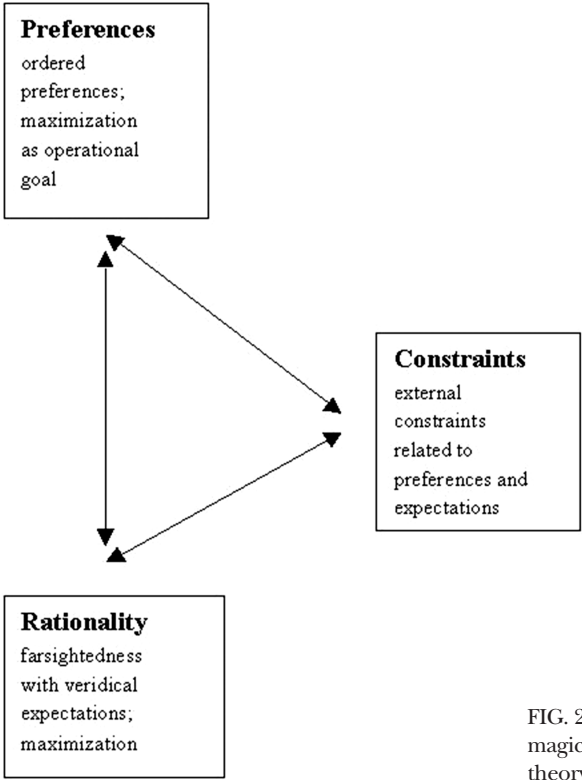 Preferences
ordered
preferences;
maximization
as operational
goal
Constraints
external
constraints
related to
preferences and
expectations
Rationality
farsightedness
with veridical
expectations;
maximization
FIG. 2
magic
theory